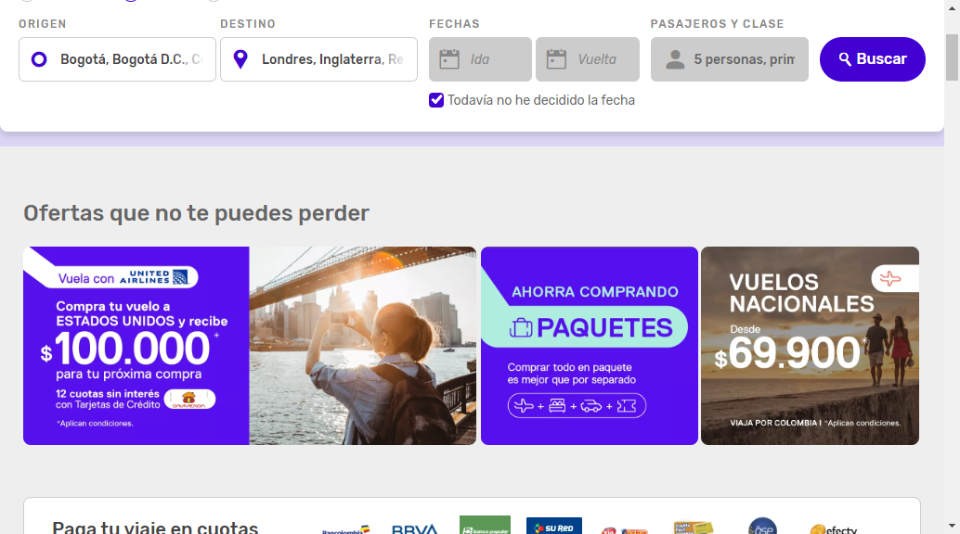 ORIGEN
DESTINO
FECHAS
PASAJEROS Y CLASE
Bogotá, Bogotá D.C., C
Londres, Inglaterra, Re
Ida
Vuelta
5 personas, prim
Buscar
Todavía no he decidido la fecha
Ofertas que no te puedes perder
Vuela con UNITED AIRLINES
Compra tu vuelo a
ESTADOS UNIDOS y recibe
$100.000*
para tu próxima compra
12 cuotas sin interés
con Tarjetas de Crédito DAVIVIENDA
*Aplican condiciones.
AHORRA COMPRANDO
PAQUETES
Comprar todo en paquete
es mejor que por separado
+ + +
VUELOS
NACIONALES
Desde
$69.900*
VIAJA POR COLOMBIA I *Aplican condiciones.
Paga tu viaje en cuotas
Bancolombia
BBVA
banco popular
SU RED
efecty